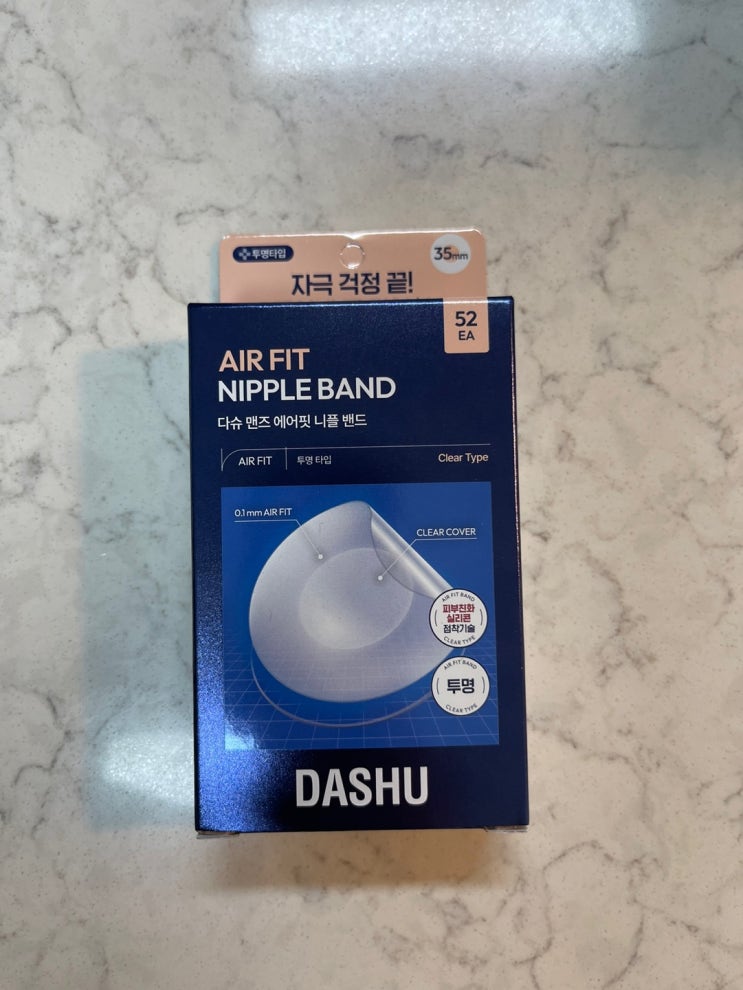 투명타입
35mm
자극 걱정 끝!
52
EA
AIR FIT
NIPPLE BAND
다슈 맨즈 에어핏 니플 밴드
AIR FIT
투명 타입
Clear Type
0.1mm AIR FIT
CLEAR COVER
AIR FIT BAND
피부친화
실리콘
점착기술
CLEAR TYPE
AIR FIT BAND
투명
CLEAR TYPE
DASHU